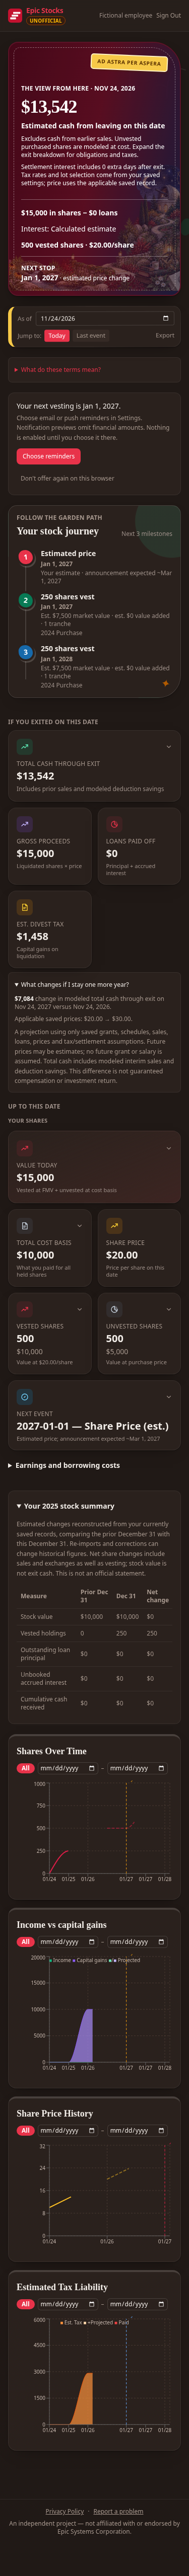 Epic Stocks
UNOFFICIAL
Fictional employee Sign Out
AD ASTRA PER ASPERA
THE VIEW FROM HERE · NOV 24, 2026
$13,542
Estimated cash from leaving on this date
Excludes cash from earlier sales. Unvested
purchased shares are modeled at cost. Expand the
exit breakdown for obligations and taxes.
Settlement interest includes 0 extra days after exit.
Tax rates and lot selection come from your saved
settings; price uses the applicable saved record.
$15,000 in shares − $0 loans
Interest: Calculated estimate
500 vested shares · $20.00/share
NEXT STOP
Jan 1, 2027 · estimated price change
As of 11/24/2026
Jump to: Today Last event Export
▸ What do these terms mean?
Your next vesting is Jan 1, 2027.
Choose email or push reminders in Settings.
Notification previews omit financial amounts. Nothing
is enabled until you choose it there.
Choose reminders
Don't offer again on this browser
FOLLOW THE GARDEN PATH
Your stock journey
Next 3 milestones
1
Estimated price
Jan 1, 2027
Your estimate · announcement expected ~Mar
1, 2027
2
250 shares vest
Jan 1, 2027
Est. $7,500 market value · est. $0 value added
· 1 tranche
2024 Purchase
3
250 shares vest
Jan 1, 2028
Est. $7,500 market value · est. $0 value added
· 1 tranche
2024 Purchase
IF YOU EXITED ON THIS DATE
TOTAL CASH THROUGH EXIT
$13,542
Includes prior sales and modeled deduction savings
GROSS PROCEEDS
$15,000
Liquidated shares × price
LOANS PAID OFF
$0
Principal + accrued
interest
EST. DIVEST TAX
$1,458
Capital gains on
liquidation
▾ What changes if I stay one more year?
$7,084 change in modeled total cash through exit on
Nov 24, 2027 versus Nov 24, 2026.
Applicable saved prices: $20.00 → $30.00.
A projection using only saved grants, schedules, sales,
loans, prices and tax/settlement assumptions. Future
prices may be estimates; no future grant or salary is
assumed. Total cash includes modeled interim sales and
deduction savings. This difference is not guaranteed
compensation or investment return.
UP TO THIS DATE
YOUR SHARES
VALUE TODAY
$15,000
Vested at FMV + unvested at cost basis
TOTAL COST BASIS
$10,000
What you paid for all
held shares
SHARE PRICE
$20.00
Price per share on this
date
VESTED SHARES
500
$10,000
Value at $20.00/share
UNVESTED SHARES
500
$5,000
Value at purchase price
NEXT EVENT
2027-01-01 — Share Price (est.)
Estimated price; announcement expected ~Mar 1, 2027
▸ Earnings and borrowing costs
▾ Your 2025 stock summary
Estimated changes reconstructed from your currently
saved records, comparing the prior December 31 with
this December 31. Re-imports and corrections can
change historical figures. Net share changes include
sales and exchanges as well as vesting; stock value is
not exit cash. This is not an official statement.
Measure Prior Dec 31 Dec 31 Net change
Stock value $10,000 $10,000 $0
Vested holdings 0 250 250
Outstanding loan principal $0 $0 $0
Unbooked accrued interest $0 $0 $0
Cumulative cash received $0 $0 $0
Shares Over Time
All mm/dd/yyyy – mm/dd/yyyy
1000
750
500
250
0
01/24 01/25 01/26 01/27 01/27 01/28
Income vs capital gains
All mm/dd/yyyy – mm/dd/yyyy
Income Capital gains / Projected
20000
15000
10000
5000
0
01/24 01/25 01/26 01/27 01/27 01/28
Share Price History
All mm/dd/yyyy – mm/dd/yyyy
32
24
16
8
0
01/24 01/26 01/27
Estimated Tax Liability
All mm/dd/yyyy – mm/dd/yyyy
Est. Tax +Projected Paid
6000
4500
3000
1500
0
01/24 01/25 01/26 01/27 01/27 01/28
Privacy Policy · Report a problem
An independent project — not affiliated with or endorsed by
Epic Systems Corporation.